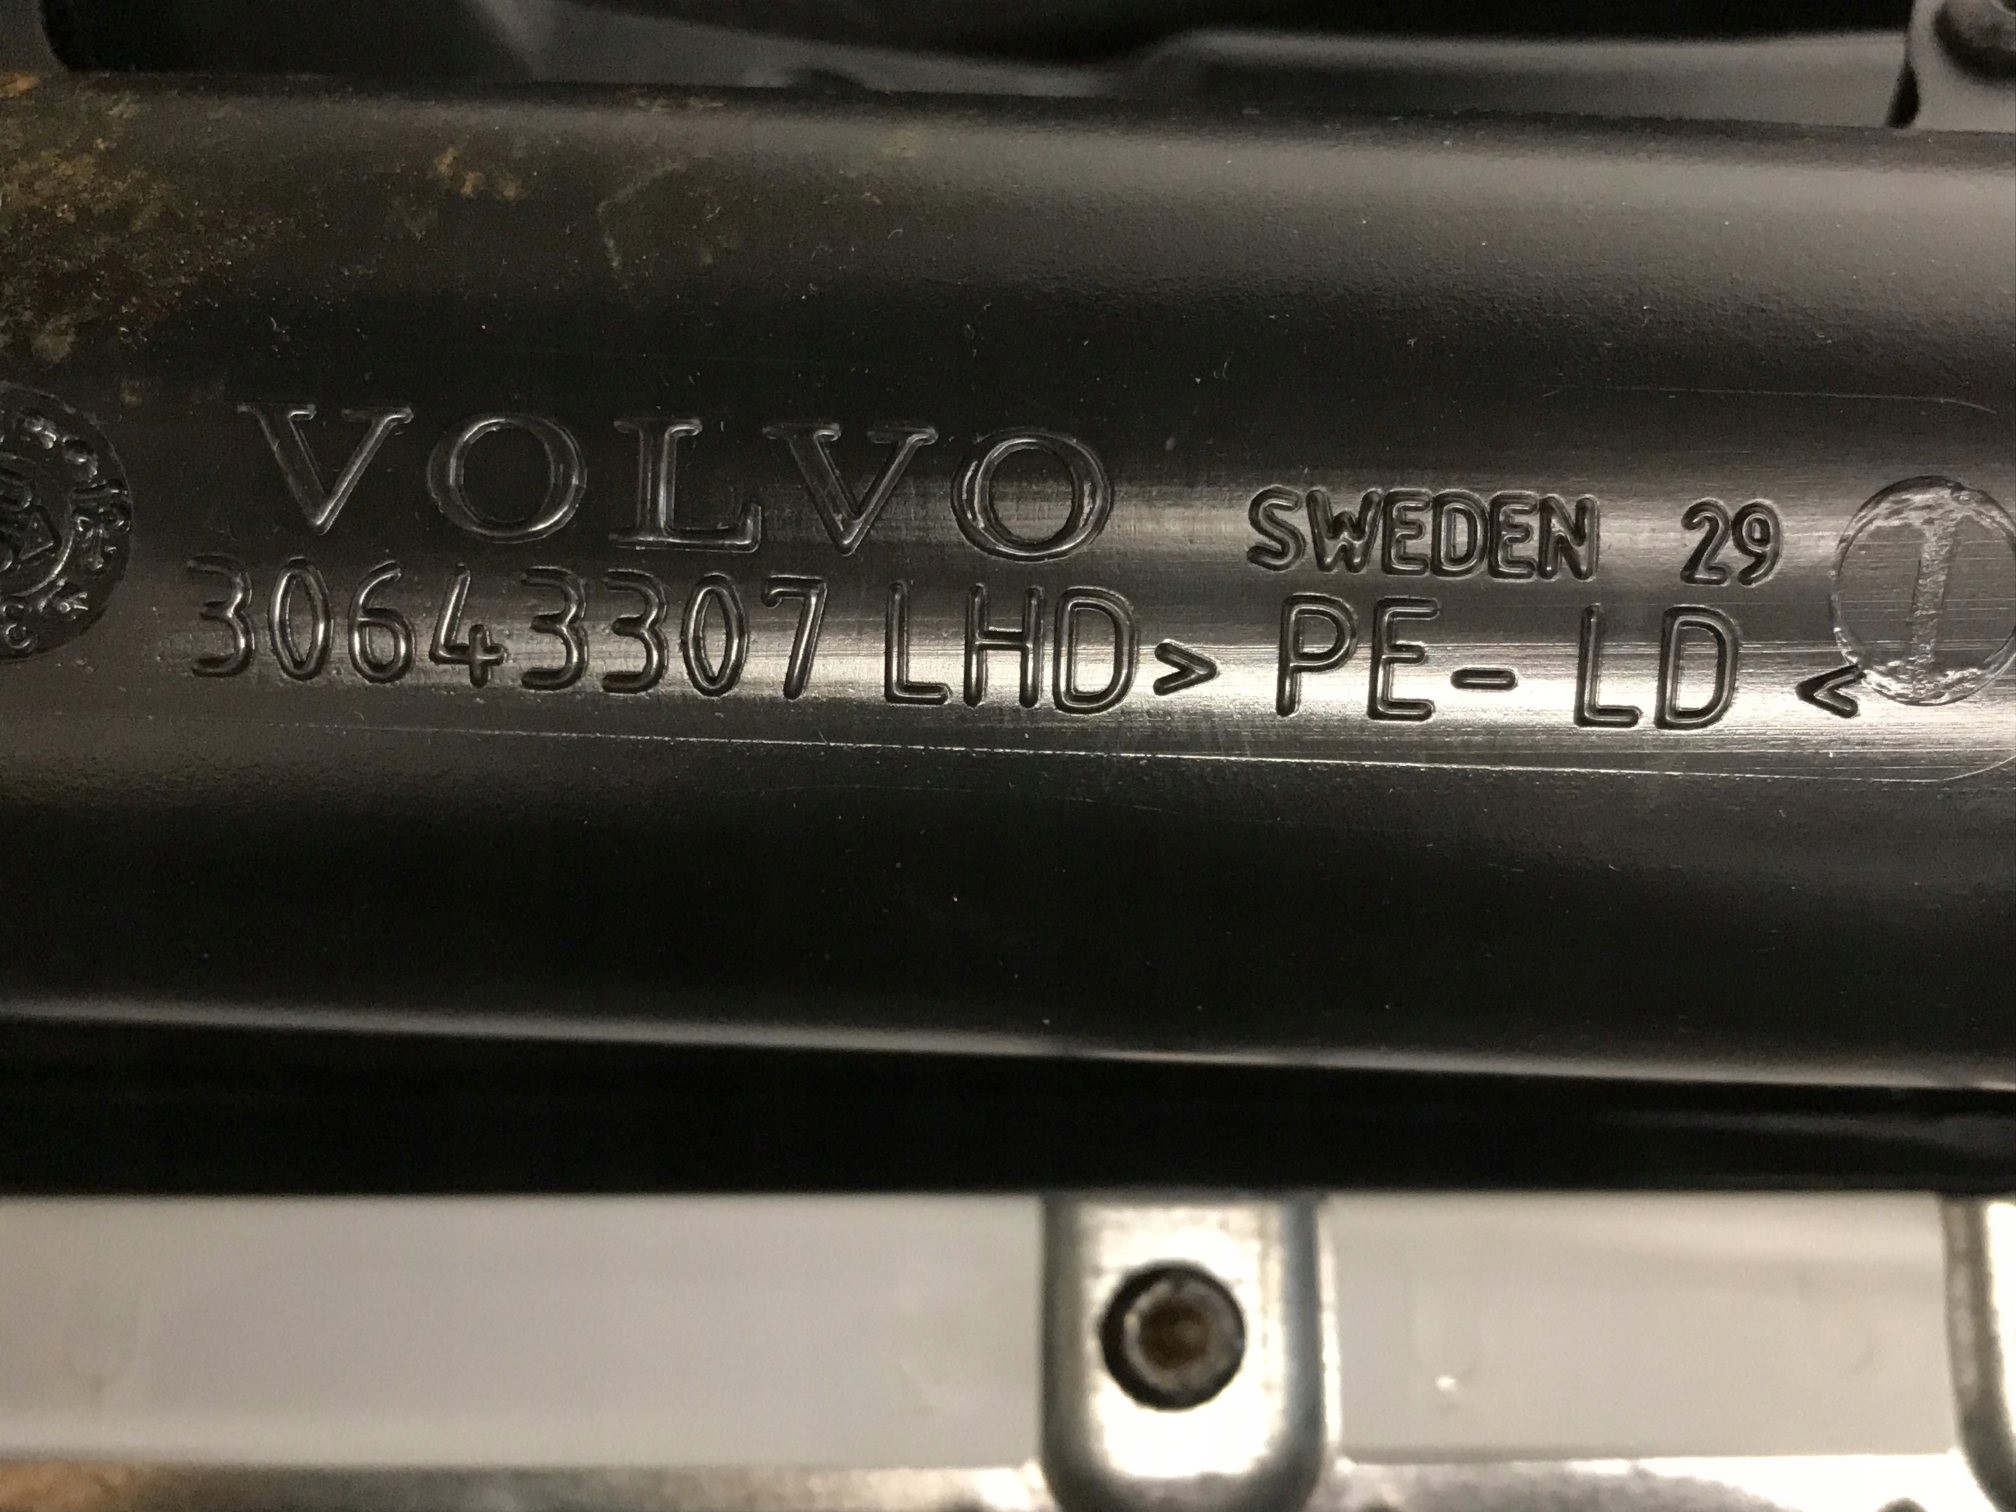 VOLVO
SWEDEN 29
30643307 LHD> PE-LD <